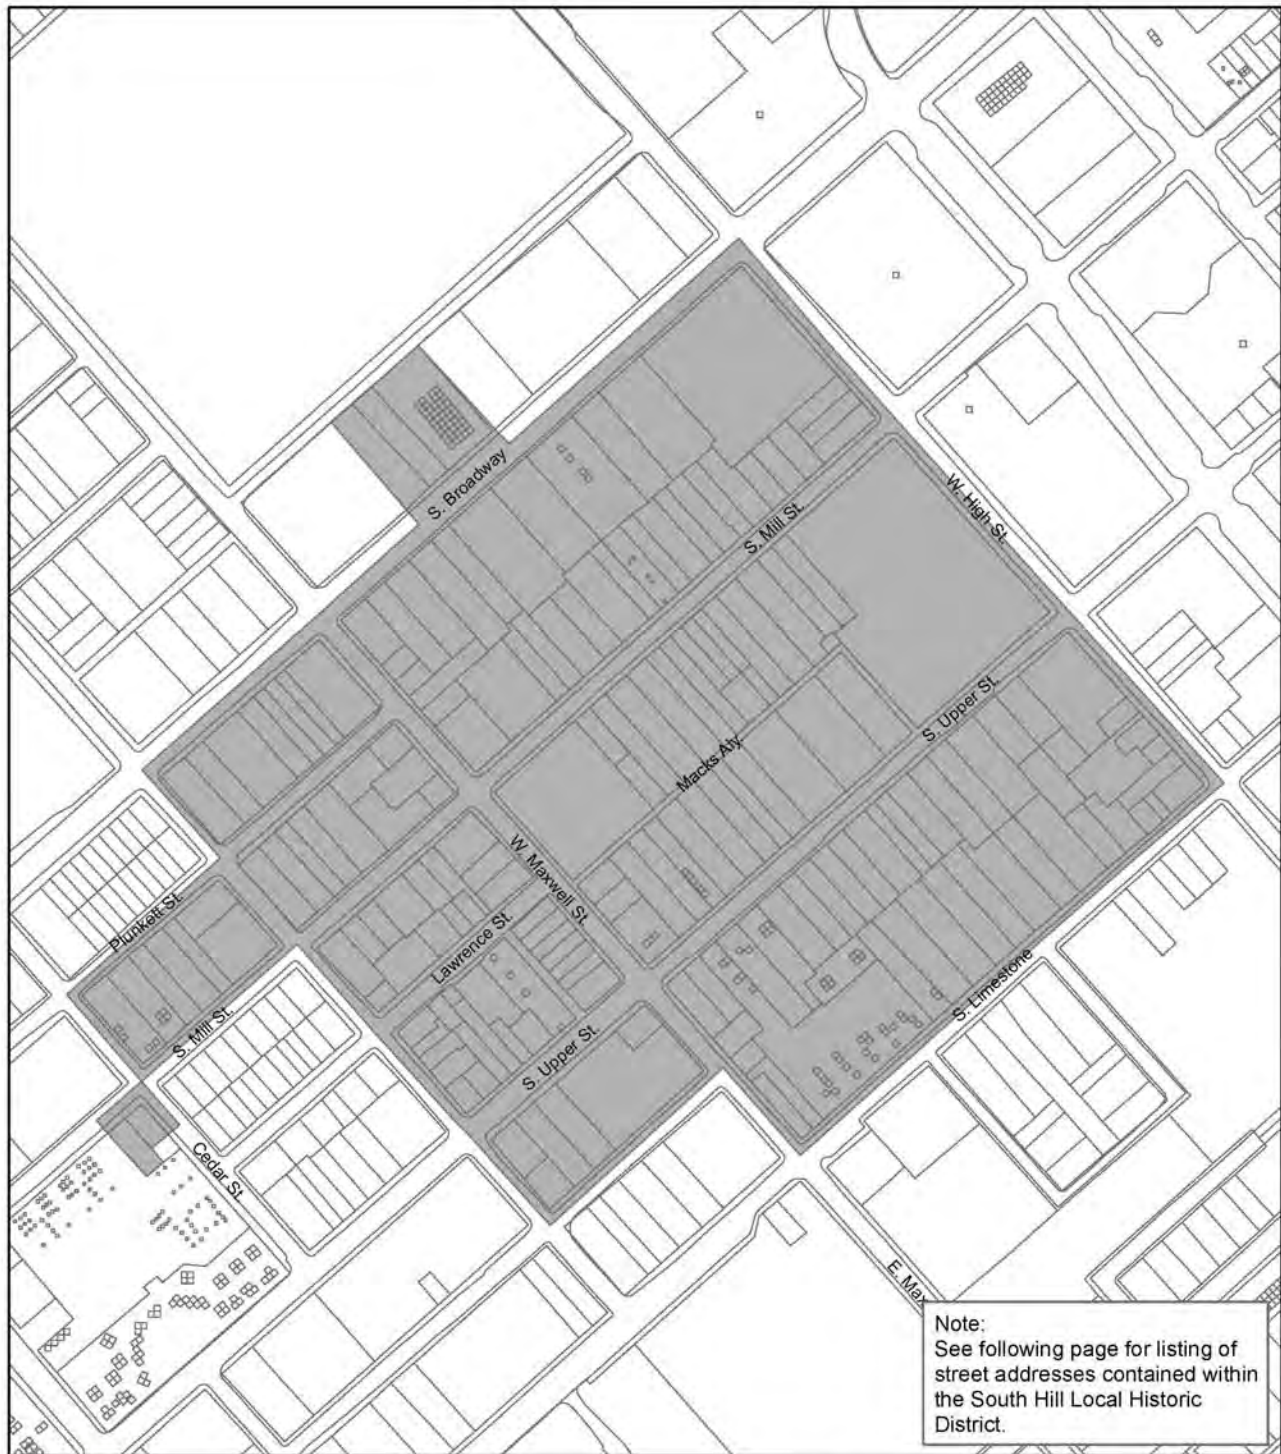 S. Broadway
W. High St.
S. Mill St.
S. Upper St.
Macks Aly
W. Maxwell St.
Plunkett St.
Lawrence St.
S. Limestone
S. Mill St.
S. Upper St.
Cedar St.
E. Max
Note:
See following page for listing of
street addresses contained within
the South Hill Local Historic
District.